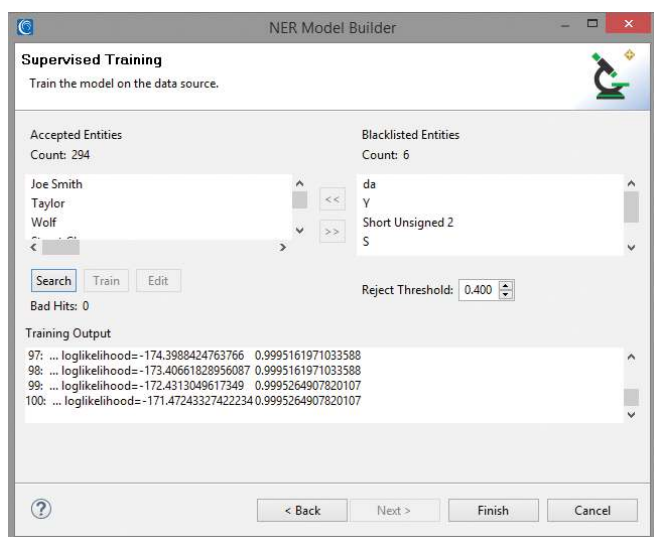 NER Model Builder
Supervised Training
Train the model on the data source.
Accepted Entities
Count: 294
Blacklisted Entities
Count: 6
Joe Smith
Taylor
Wolf
<<
>>
da
Y
Short Unsigned 2
S
Search Train Edit
Reject Threshold: 0.400
Bad Hits: 0
Training Output
97: ... loglikelihood=-174.3988424763766 0.9995161971033588
98: ... loglikelihood=-173.40661828956087 0.9995161971033588
99: ... loglikelihood=-172.4313049617349 0.9995264907820107
100: ... loglikelihood=-171.47243327422234 0.9995264907820107
< Back Next > Finish Cancel